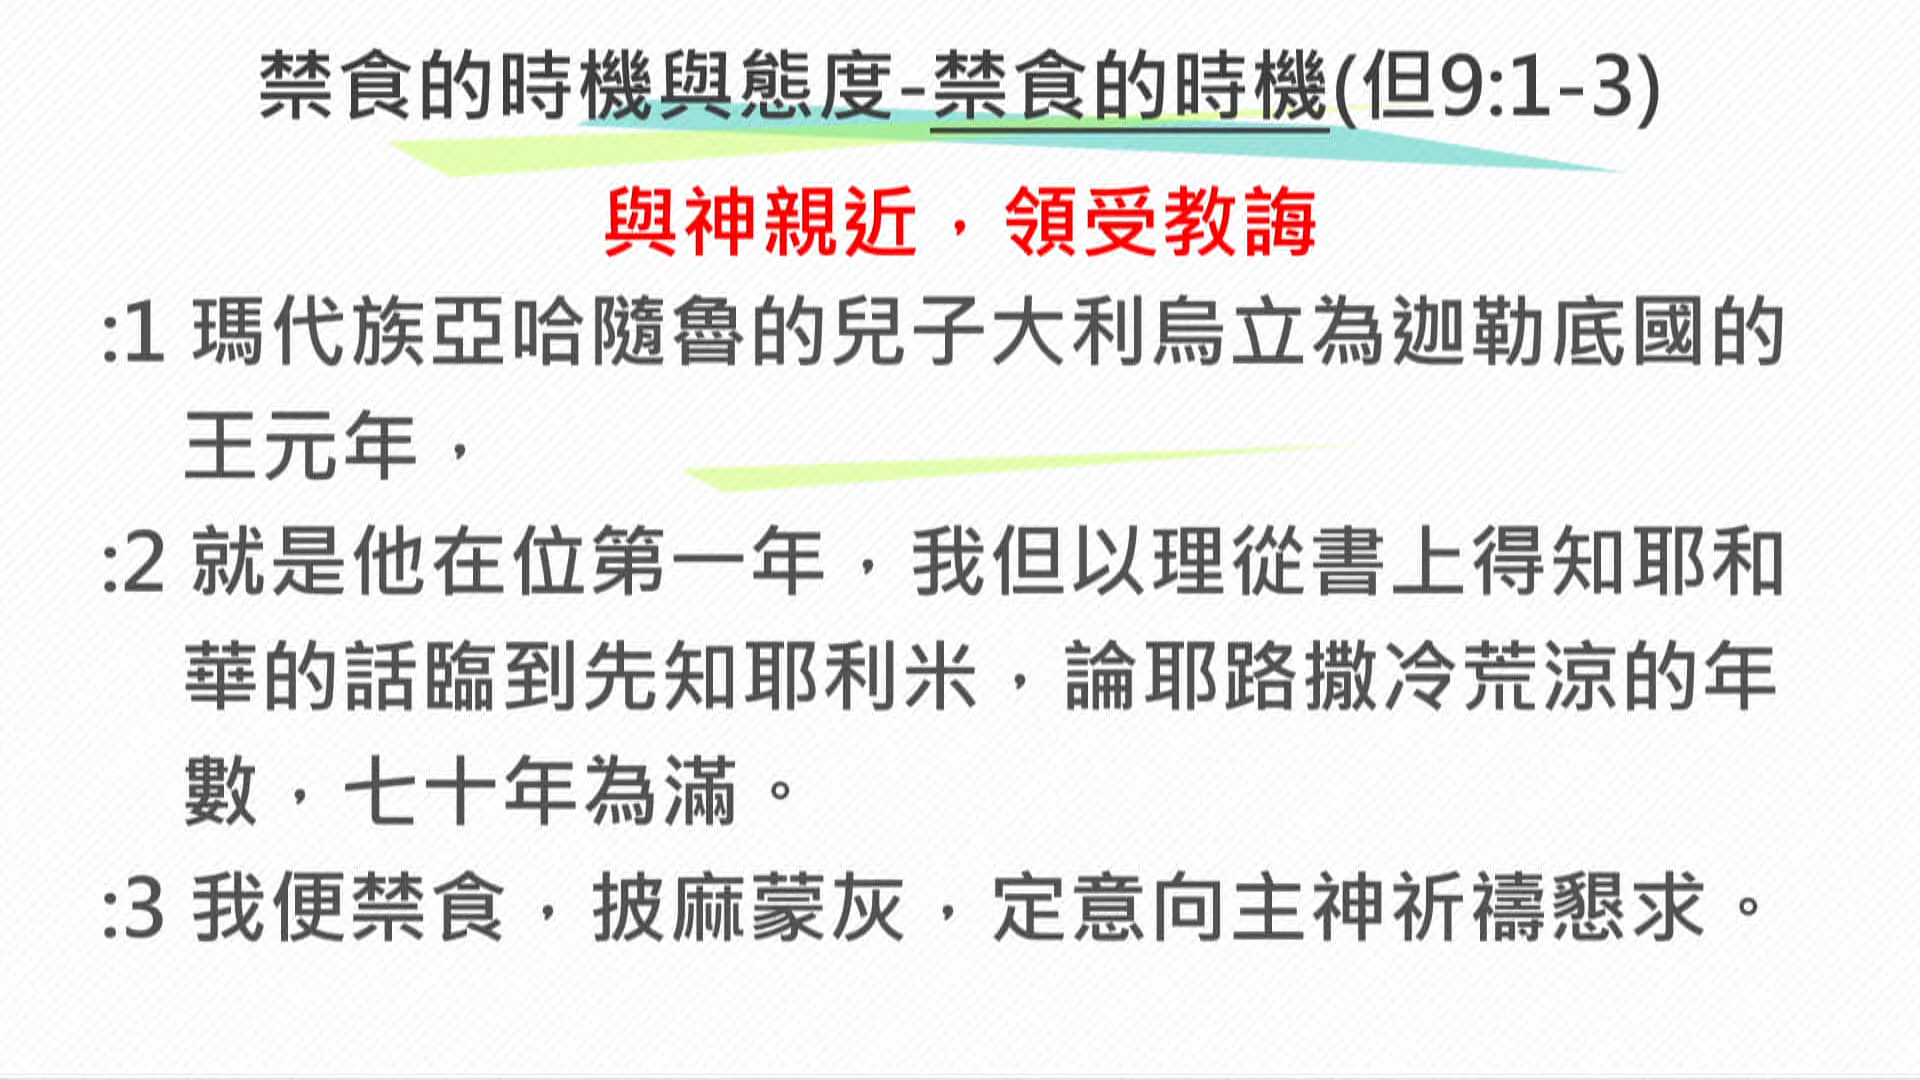 禁食的時機與態度-禁食的時機(但9:1-3)
與神親近，領受教誨
:1 瑪代族亞哈隨魯的兒子大利烏立為迦勒底國的
王元年，
:2 就是他在位第一年，我但以理從書上得知耶和
華的話臨到先知耶利米，論耶路撒冷荒涼的年
數，七十年為滿。
:3 我便禁食，披麻蒙灰，定意向主神祈禱懇求。